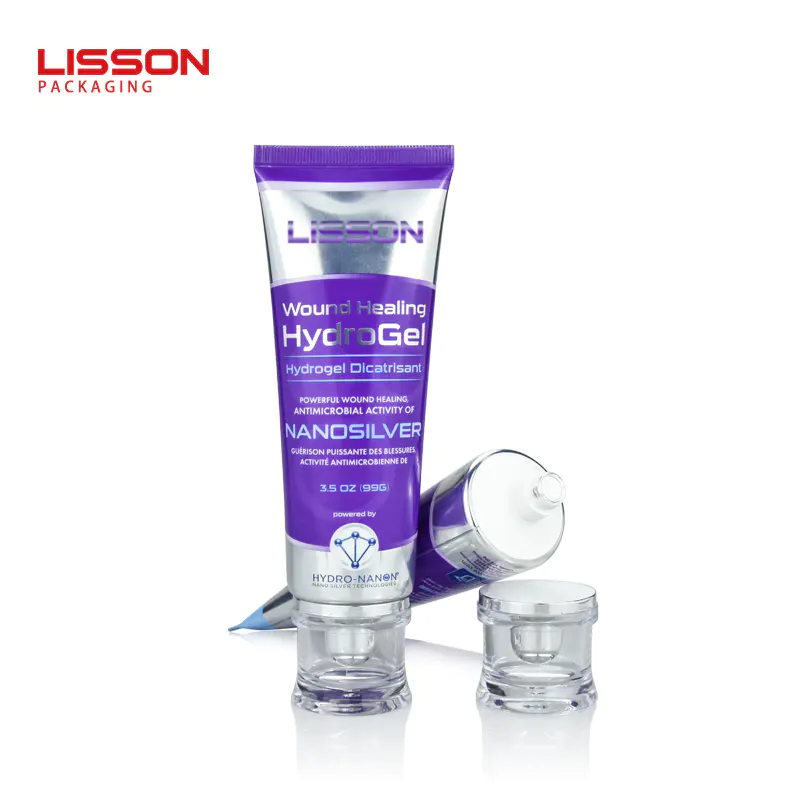 LISSON
PACKAGING
LISSON
Wound Healing
HydroGel
Hydrogel Dicatrisant
POWERFUL WOUND HEALING,
ANTIMICROBIAL ACTIVITY OF
NANOSILVER
GUÉRISON PUISSANTE DES BLESSURES,
ACTIVITÉ ANTIMICROBIENNE DE
3.5 OZ (99G)
powered by
HYDRO-NANON®
NANO SILVER TECHNOLOGIES